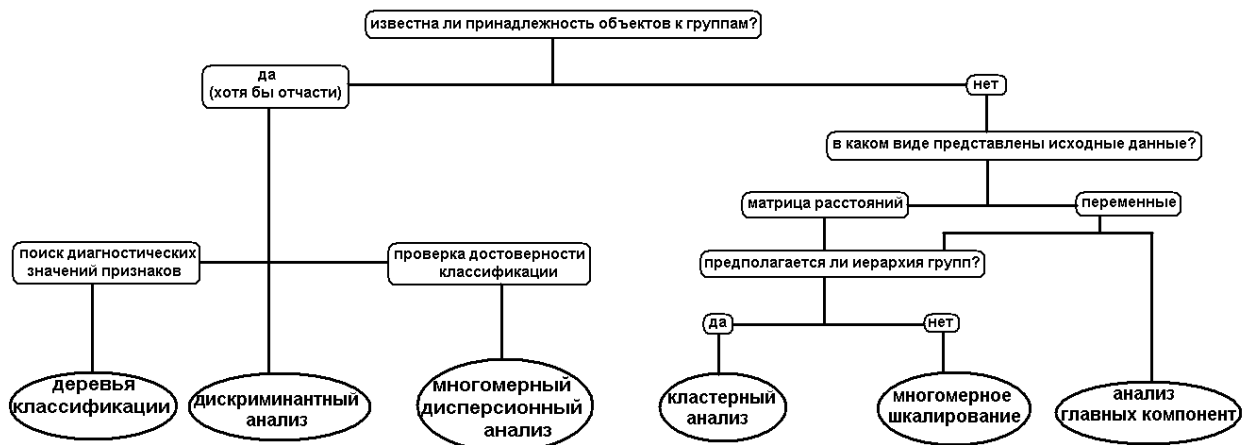 известна ли принадлежность объектов к группам?
да
(хотя бы отчасти)
нет
в каком виде представлены исходные данные?
матрица расстояний
переменные
поиск диагностических
значений признаков
проверка достоверности
классификации
предполагается ли иерархия групп?
да
нет
деревья
классификации
дискриминантный
анализ
многомерный
дисперсионный
анализ
кластерный
анализ
многомерное
шкалирование
анализ
главных компонент